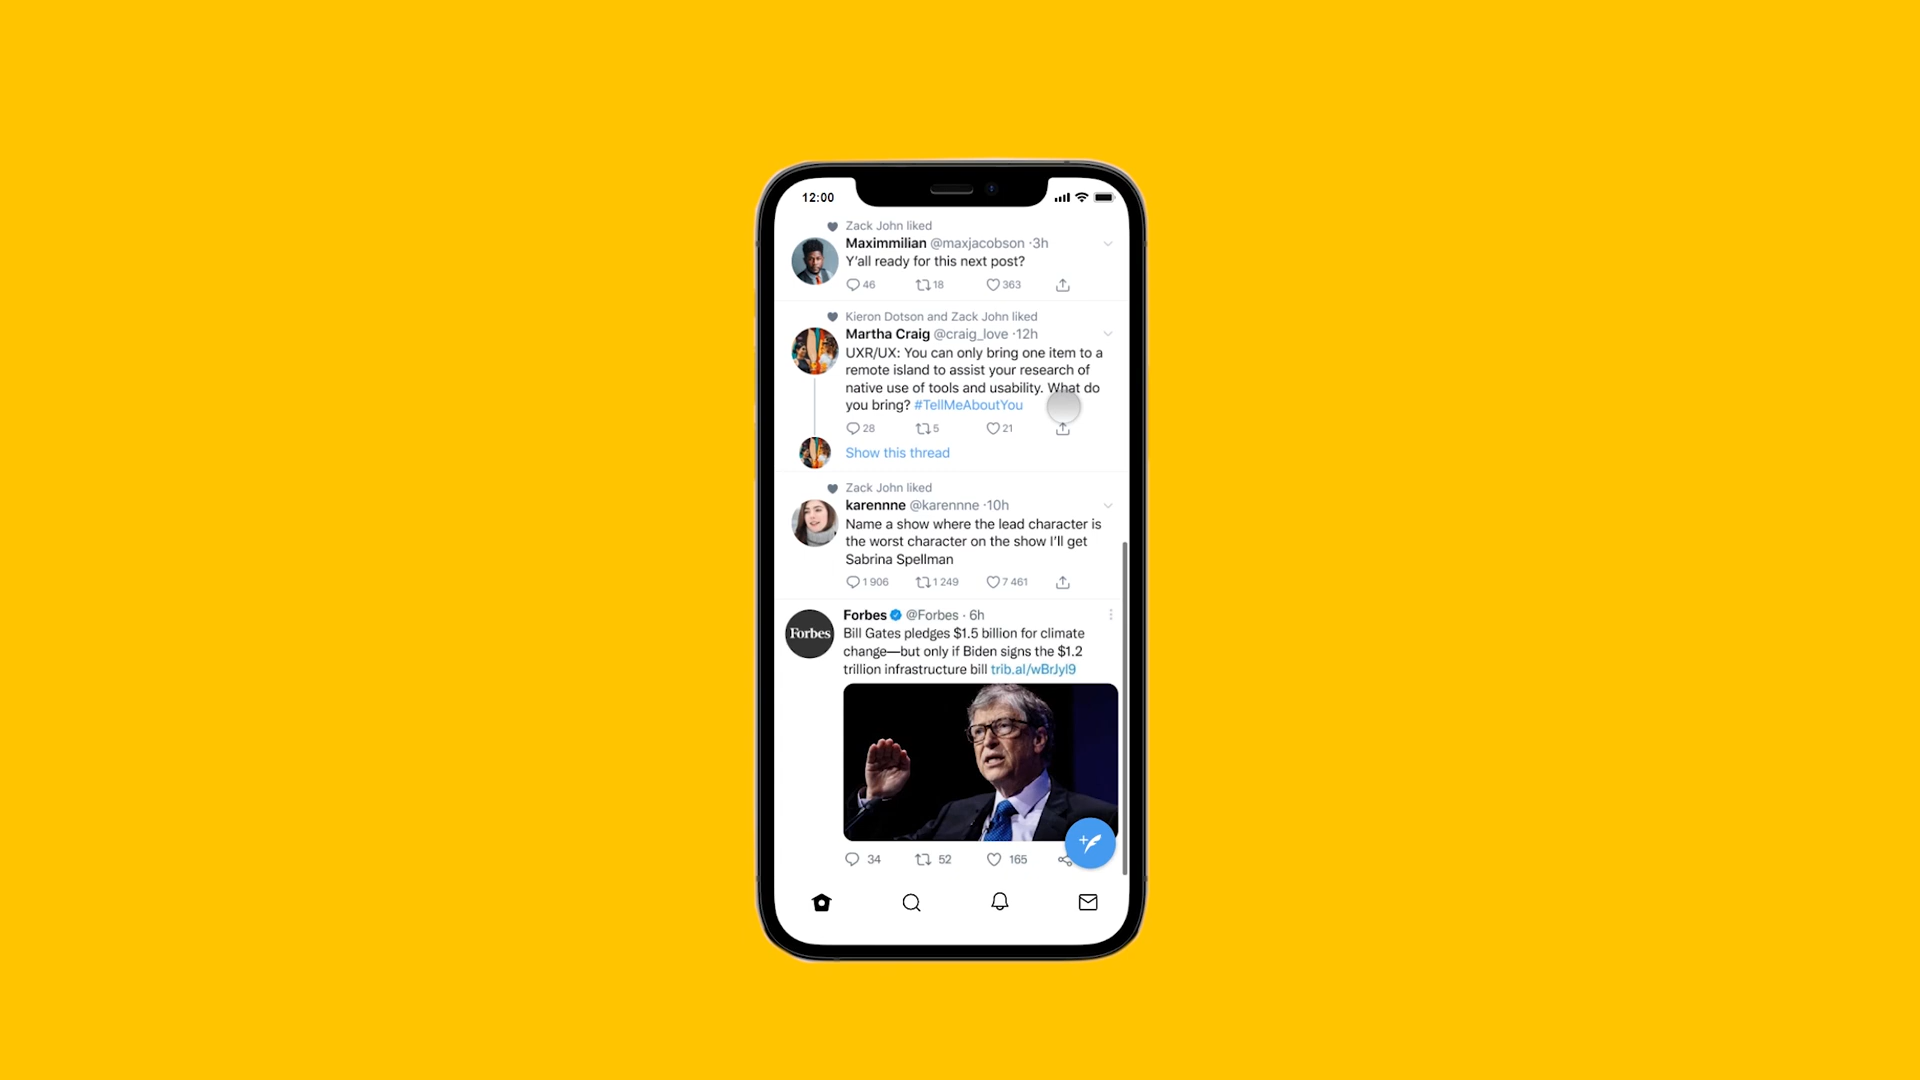 12:00
Zack John liked
Maximmilian @maxjacobson ·3h
Y'all ready for this next post?
46 18 363
Kieron Dotson and Zack John liked
Martha Craig @craig_love ·12h
UXR/UX: You can only bring one item to a
remote island to assist your research of
native use of tools and usability. What do
you bring? #TellMeAboutYou
28 5 21
Show this thread
Zack John liked
karennne @karennne ·10h
Name a show where the lead character is
the worst character on the show I'll get
Sabrina Spellman
1 906 1 249 7 461
Forbes @Forbes · 6h
Forbes
Bill Gates pledges $1.5 billion for climate
change—but only if Biden signs the $1.2
trillion infrastructure bill trib.al/wBrJyl9
34 52 165